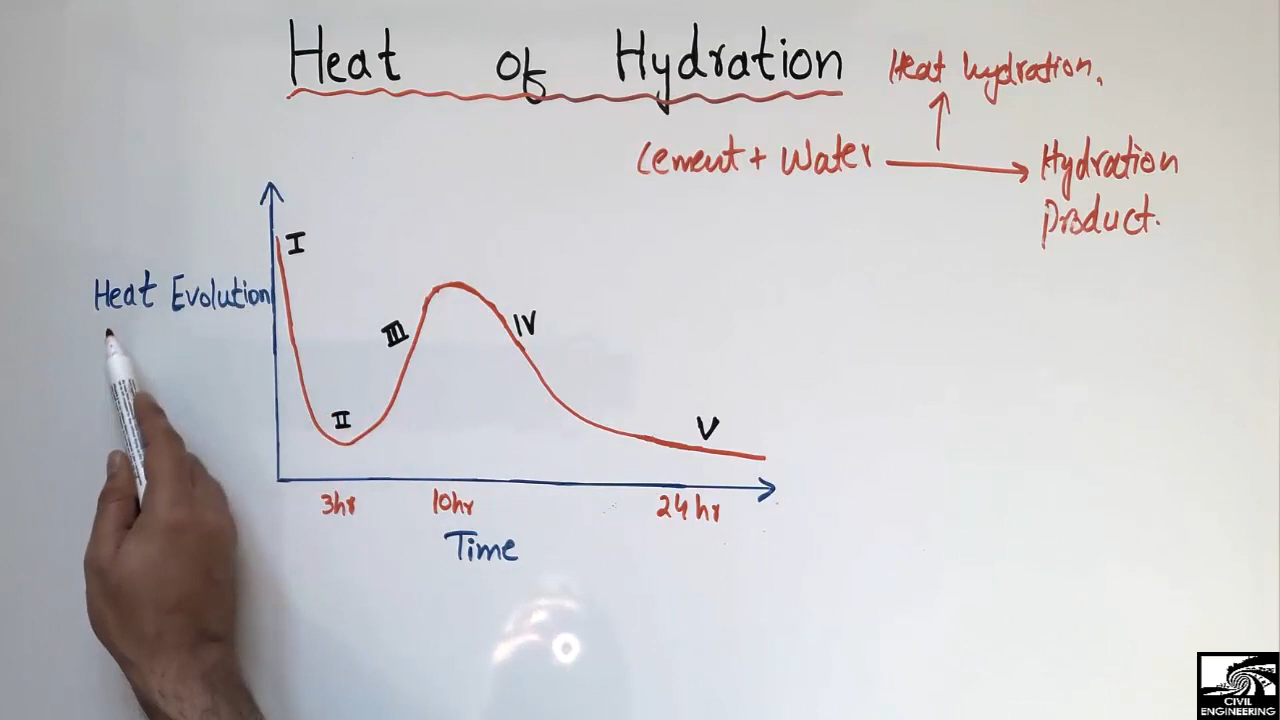 Heat of Hydration
Heat hydration.
Cement + Water → Hydration
Product.
I
Heat Evolution
III
IV
II
V
3hr 10hr 24hr
Time
CIVIL
ENGINEERING